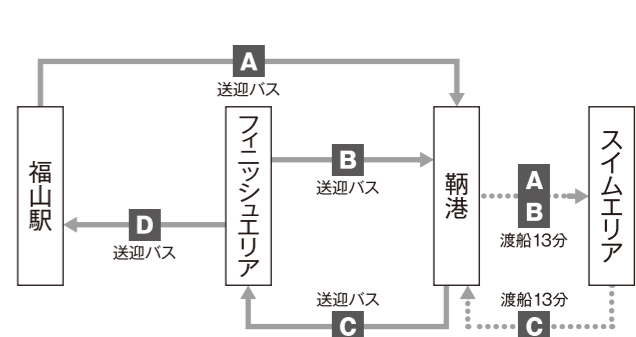 A
送迎バス
福山駅
フィニッシュエリア
鞆港
スイムエリア
B
送迎バス
A
B
渡船13分
D
送迎バス
送迎バス
C
渡船13分
C